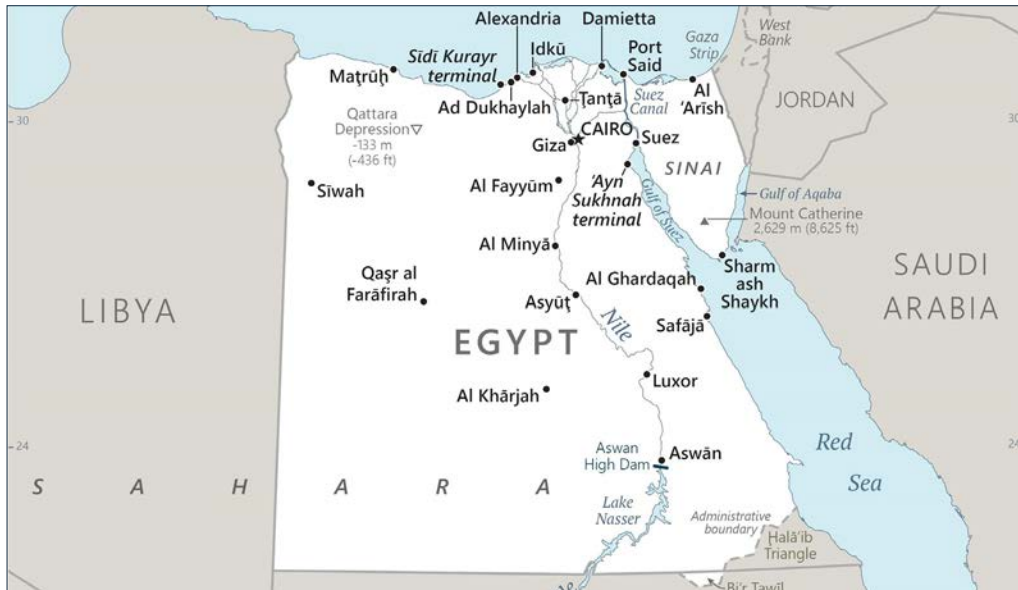 Alexandria
Damietta
Sīdī Kurayr
terminal
Idkū
Port
Said
Gaza
Strip
West
Bank
Maţrūḩ
Ad Dukhaylah
Ţanţā
Suez
Canal
Al
‘Arīsh
JORDAN
30
30
Qattara
Depression
-133 m
(-436 ft)
CAIRO
Giza
Suez
SINAI
Sīwah
Al Fayyūm
‘Ayn
Sukhnah
terminal
Gulf of Suez
Gulf of Aqaba
Mount Catherine
2,629 m (8,625 ft)
Al Minyā
Sharm
ash
Shaykh
SAUDI
ARABIA
LIBYA
Qaşr al
Farāfirah
Asyūţ
Al Ghardaqah
Safājā
Nile
EGYPT
Luxor
Al Khārjah
Red
Sea
24
24
Aswan
High Dam
Aswān
SAHARA
Lake
Nasser
Administrative
boundary
Ḩalā’ib
Triangle
Bi’r Tawīl